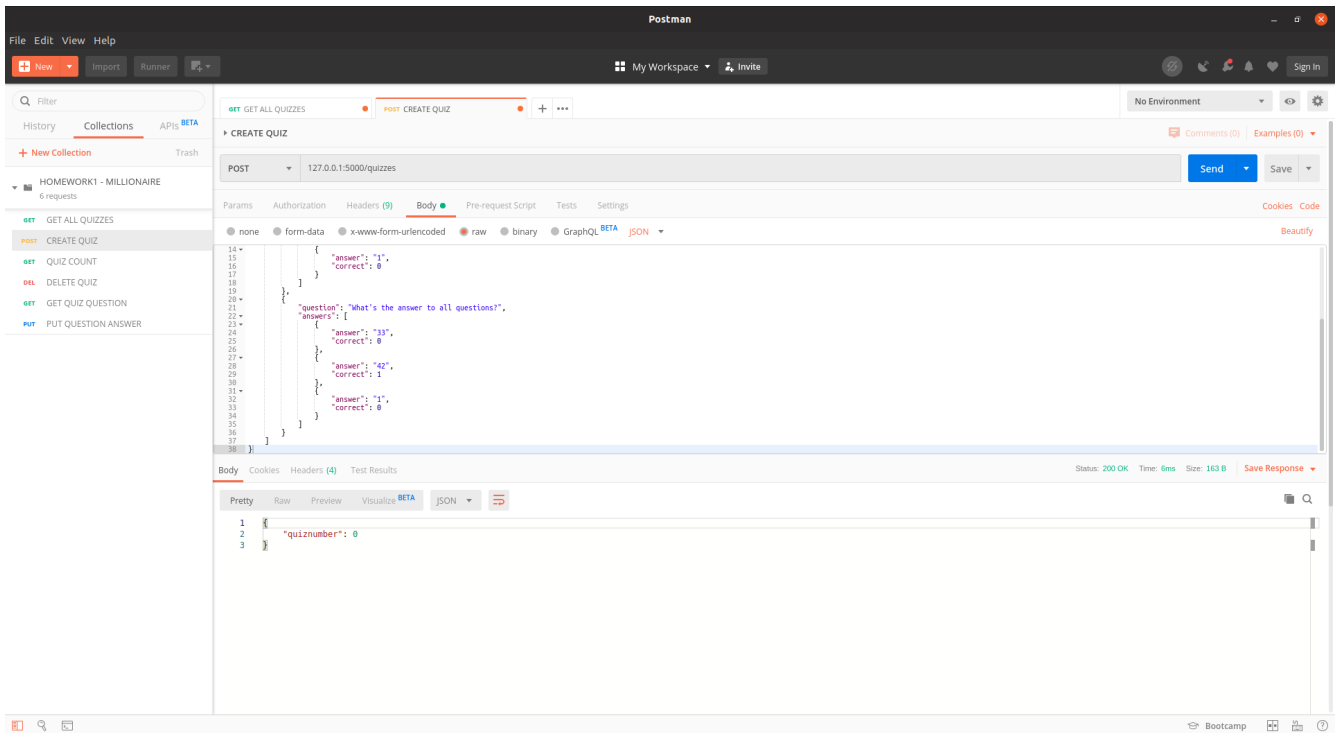 Postman
File Edit View Help
New Import Runner My Workspace Invite Sign In
Filter
History Collections APIs BETA
+ New Collection Trash
HOMEWORK1 - MILLIONAIRE
6 requests
GET GET ALL QUIZZES
POST CREATE QUIZ
GET QUIZ COUNT
DEL DELETE QUIZ
GET GET QUIZ QUESTION
PUT PUT QUESTION ANSWER
GET GET ALL QUIZZES POST CREATE QUIZ + ••• No Environment
CREATE QUIZ Comments (0) Examples (0)
POST 127.0.0.1:5000/quizzes Send Save
Params Authorization Headers (9) Body Pre-request Script Tests Settings Cookies Code
none form-data x-www-form-urlencoded raw binary GraphQL BETA JSON Beautify
14 {
15 "answer": "1",
16 "correct": 0
17 }
18 ]
19 },
20 {
21 "question": "What's the answer to all questions?",
22 "answers": [
23 {
24 "answer": "33",
25 "correct": 0
26 },
27 {
28 "answer": "42",
29 "correct": 1
30 },
31 {
32 "answer": "1",
33 "correct": 0
34 }
35 ]
36 }
37 ]
38 }
Body Cookies Headers (4) Test Results Status: 200 OK Time: 6ms Size: 163 B Save Response
Pretty Raw Preview Visualize BETA JSON
1 {
2 "quiznumber": 0
3 }
Bootcamp